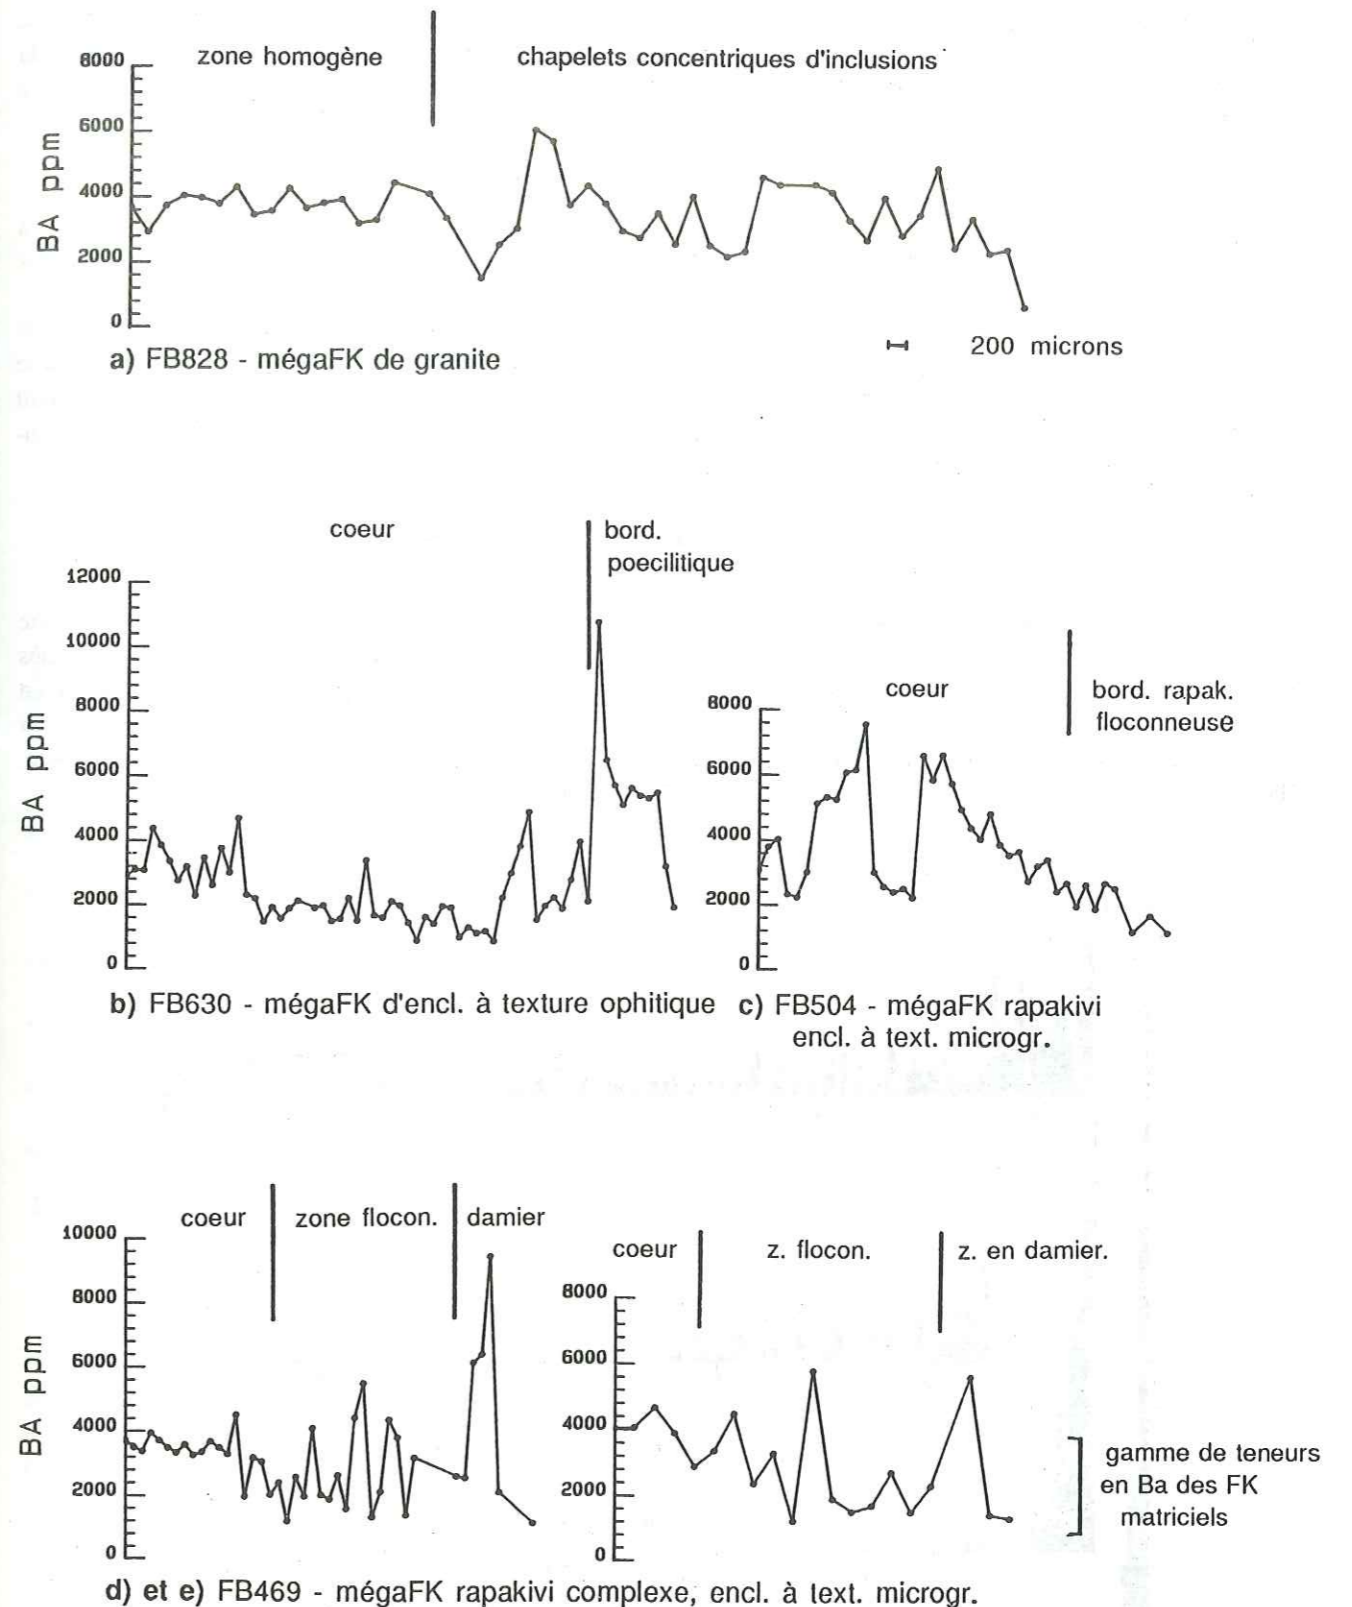 zone homogène
chapelets concentriques d'inclusions
8000
6000
4000
2000
0
BA ppm
200 microns
a) FB828 - mégaFK de granite
coeur
bord.
poecilitique
12000
10000
8000
6000
4000
2000
0
BA ppm
coeur
bord. rapak.
floconneuse
8000
6000
4000
2000
0
b) FB630 - mégaFK d'encl. à texture ophitique
c) FB504 - mégaFK rapakivi
encl. à text. microgr.
coeur
zone flocon.
damier
10000
8000
6000
4000
2000
0
BA ppm
coeur
z. flocon.
z. en damier.
8000
6000
4000
2000
0
gamme de teneurs
en Ba des FK
matriciels
d) et e) FB469 - mégaFK rapakivi complexe, encl. à text. microgr.